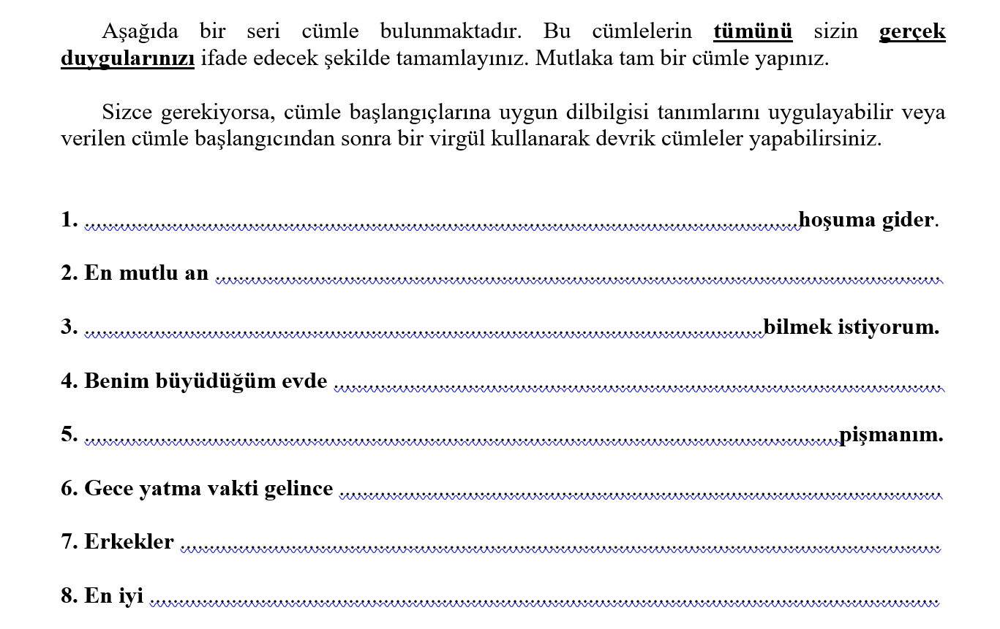 Aşağıda bir seri cümle bulunmaktadır. Bu cümlelerin tümünü sizin gerçek
duygularınızı ifade edecek şekilde tamamlayınız. Mutlaka tam bir cümle yapınız.
Sizce gerekiyorsa, cümle başlangıçlarına uygun dilbilgisi tanımlarını uygulayabilir veya
verilen cümle başlangıcından sonra bir virgül kullanarak devrik cümleler yapabilirsiniz.
1. ........................................................................hoşuma gider.
2. En mutlu an ........................................................................
3. ........................................................................bilmek istiyorum.
4. Benim büyüdüğüm evde ........................................................................
5. ........................................................................pişmanım.
6. Gece yatma vakti gelince ........................................................................
7. Erkekler ........................................................................
8. En iyi ........................................................................